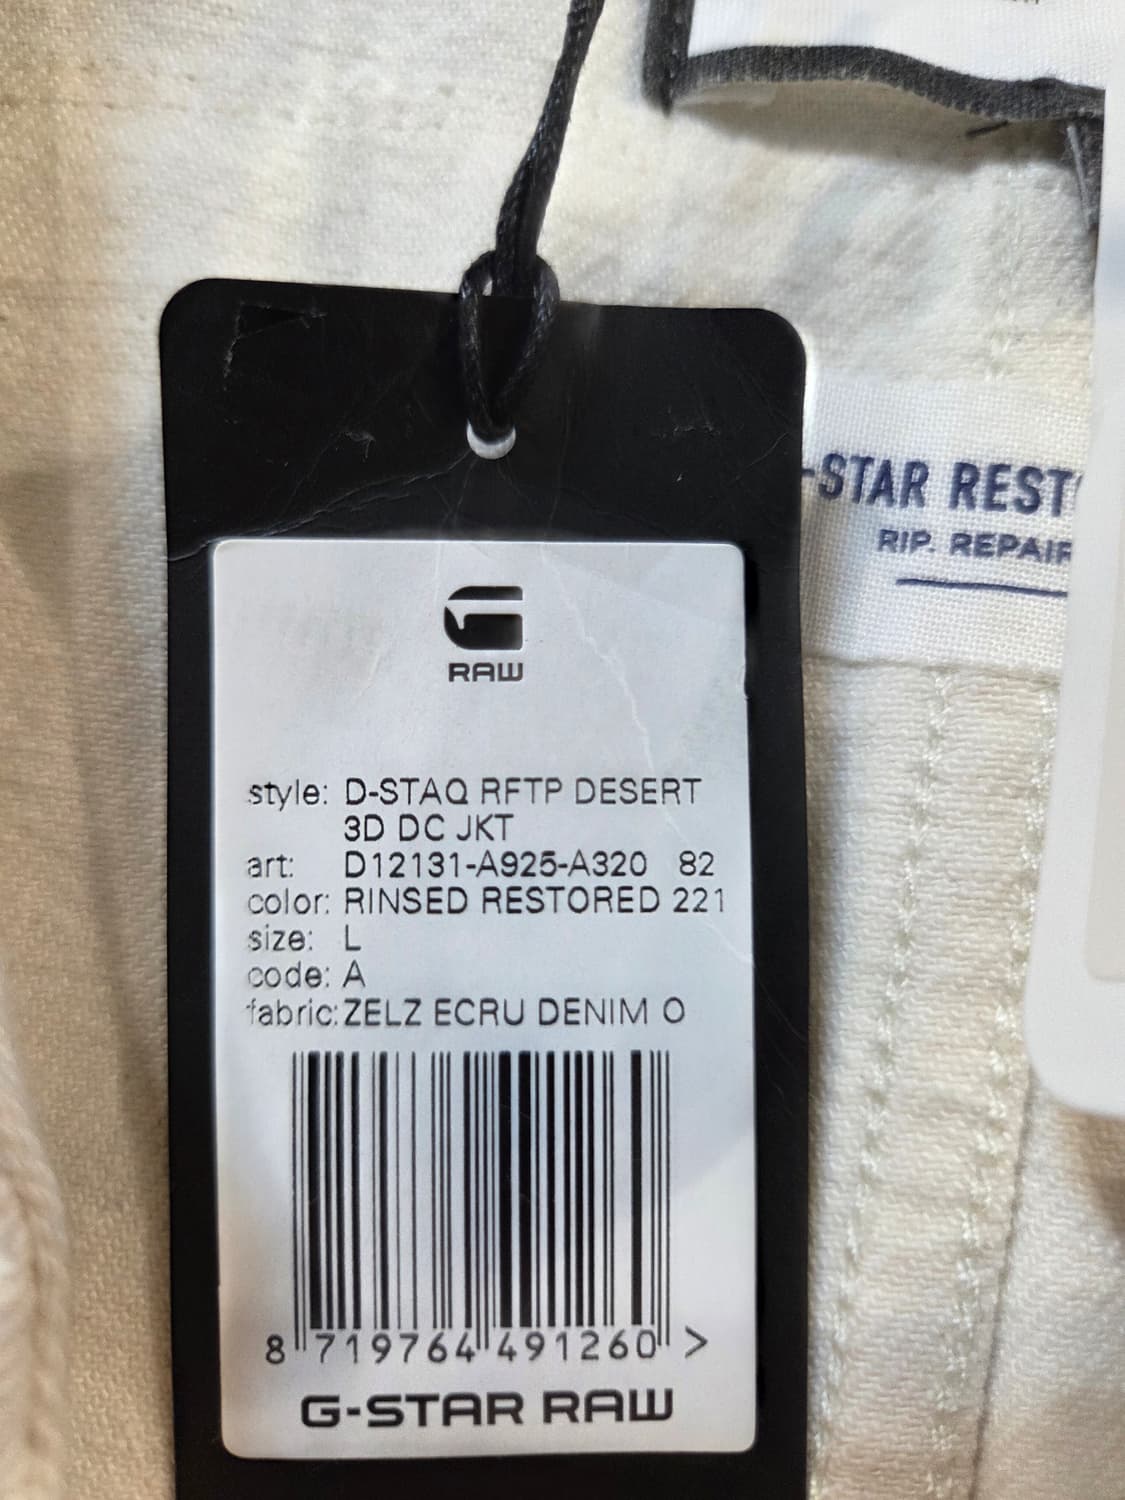 -STAR REST
RIP. REPAIR
RAW
style: D-STAQ RFTP DESERT
3D DC JKT
art: D12131-A925-A320 82
color: RINSED RESTORED 221
size: L
code: A
fabric: ZELZ ECRU DENIM O
8 719764 491260 >
G-STAR RAW